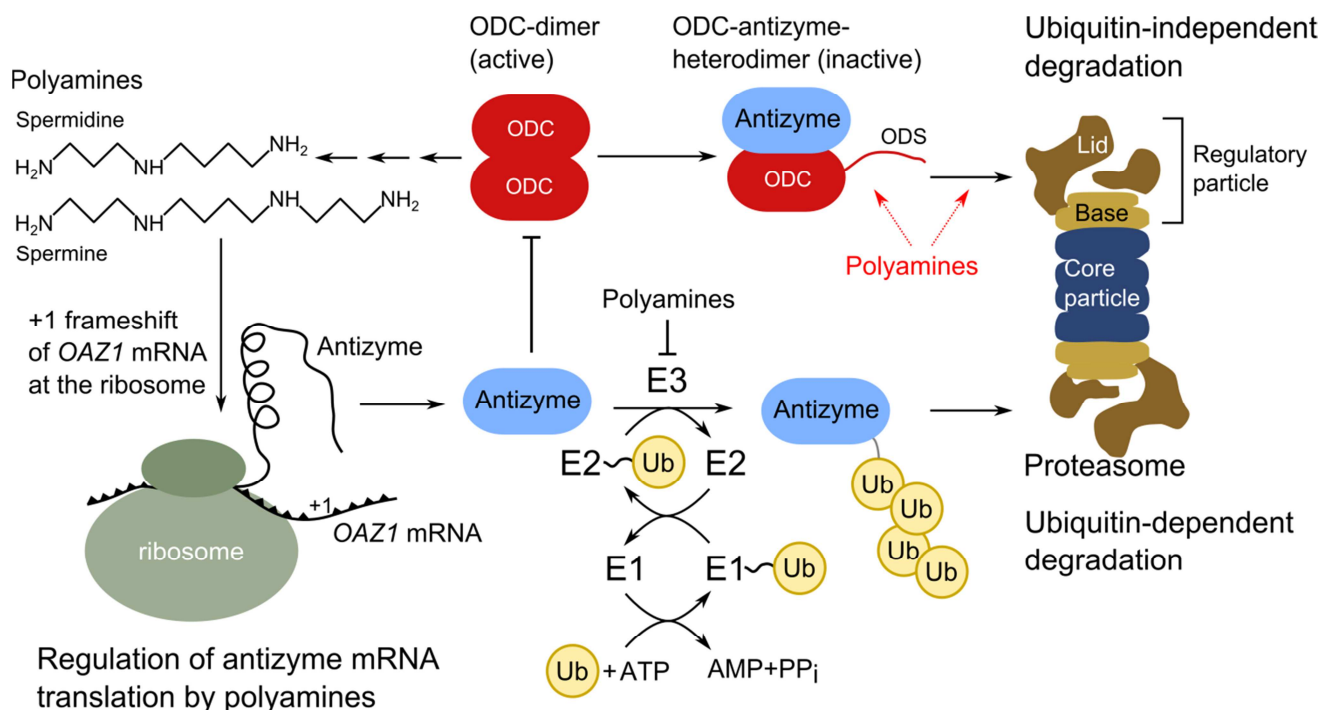 Polyamines
Spermidine
H2N NH NH2
H2N NH NH NH2
Spermine
ODC-dimer
(active)
ODC
ODC
ODC-antizyme-
heterodimer (inactive)
Antizyme
ODC
ODS
Polyamines
Ubiquitin-independent
degradation
Lid
Base
Core
particle
Regulatory
particle
+1 frameshift
of OAZ1 mRNA
at the ribosome
Antizyme
+1
OAZ1 mRNA
ribosome
Regulation of antizyme mRNA
translation by polyamines
Antizyme
Polyamines
E3
E2 Ub E2
E1 E1 Ub
Ub +ATP AMP+PPi
Antizyme
Ub
Ub
Ub
Ub
Proteasome
Ubiquitin-dependent
degradation